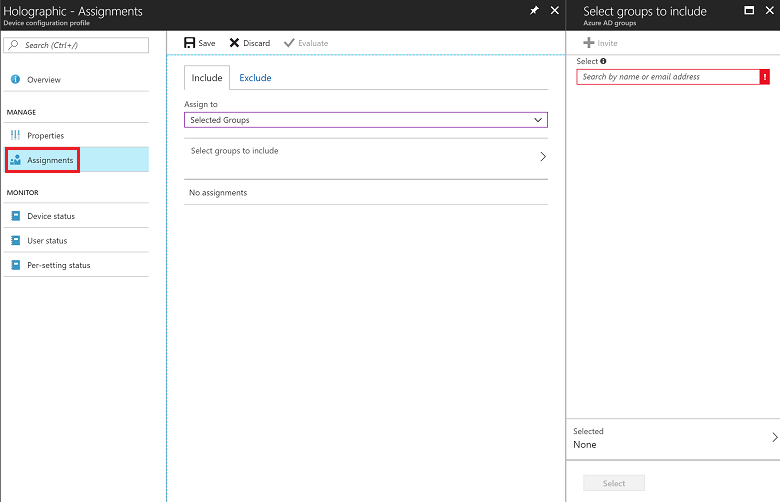 Holographic - Assignments
Device configuration profile
Search (Ctrl+/)
Overview
MANAGE
Properties
Assignments
MONITOR
Device status
User status
Per-setting status
Save
Discard
Evaluate
Include
Exclude
Assign to
Selected Groups
Select groups to include
No assignments
Select groups to include
Azure AD groups
Invite
Select
Search by name or email address
Selected
None
Select